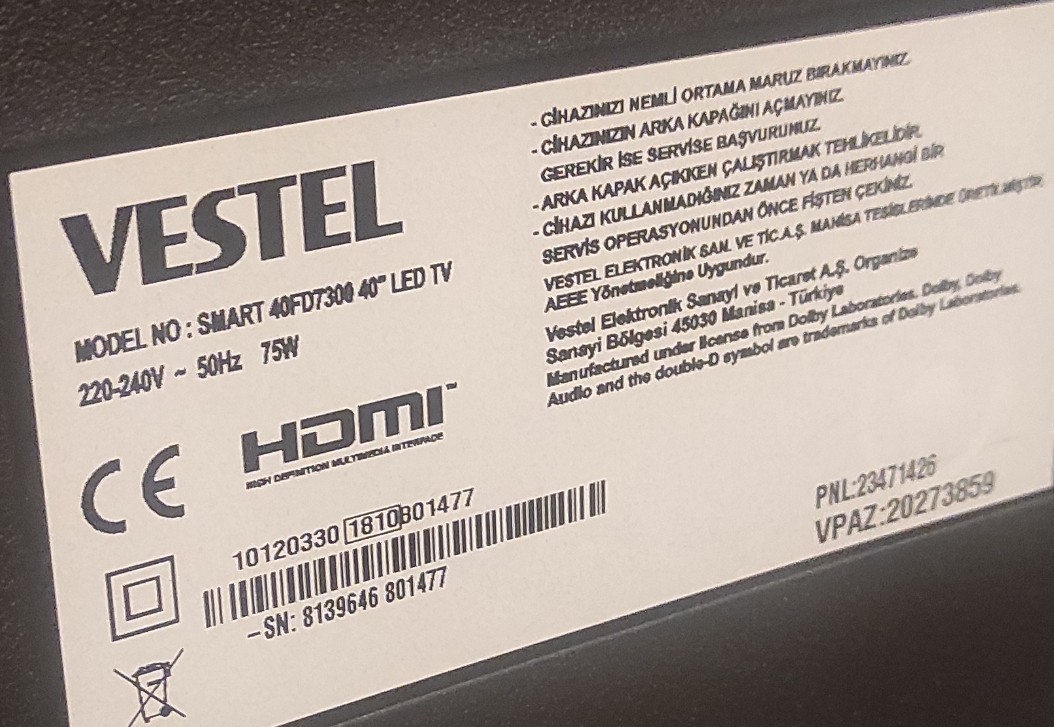 VESTEL
MODEL NO : SMART 40FD7300 40" LED TV
220-240V ~ 50Hz 75W
CE
HDMI™
HIGH DEFINITION MULTIMEDIA INTERFACE
10120330 1810 801477
-SN: 8139646 801477
- CİHAZINIZI NEMLİ ORTAMA MARUZ BIRAKMAYINIZ.
- CİHAZINIZIN ARKA KAPAĞINI AÇMAYINIZ.
GEREKİR İSE SERVİSE BAŞVURUNUZ.
- ARKA KAPAK AÇIKKEN ÇALIŞTIRMAK TEHLİKELİDİR.
- CİHAZI KULLANMADIĞINIZ ZAMAN YA DA HERHANGİ BİR
SERVİS OPERASYONUNDAN ÖNCE FİŞTEN ÇEKİNİZ.
VESTEL ELEKTRONİK SAN. VE TİC.A.Ş. MANİSA TESİSLERİNDE ÜRETİLMİŞTİR.
AEEE Yönetmeliğine Uygundur.
Vestel Elektronik Sanayi ve Ticaret A.Ş. Organize
Sanayi Bölgesi 45030 Manisa - Türkiye
Manufactured under license from Dolby Laboratories. Dolby, Dolby
Audio and the double-D symbol are trademarks of Dolby Laboratories.
PNL:23471426
VPAZ:20273859